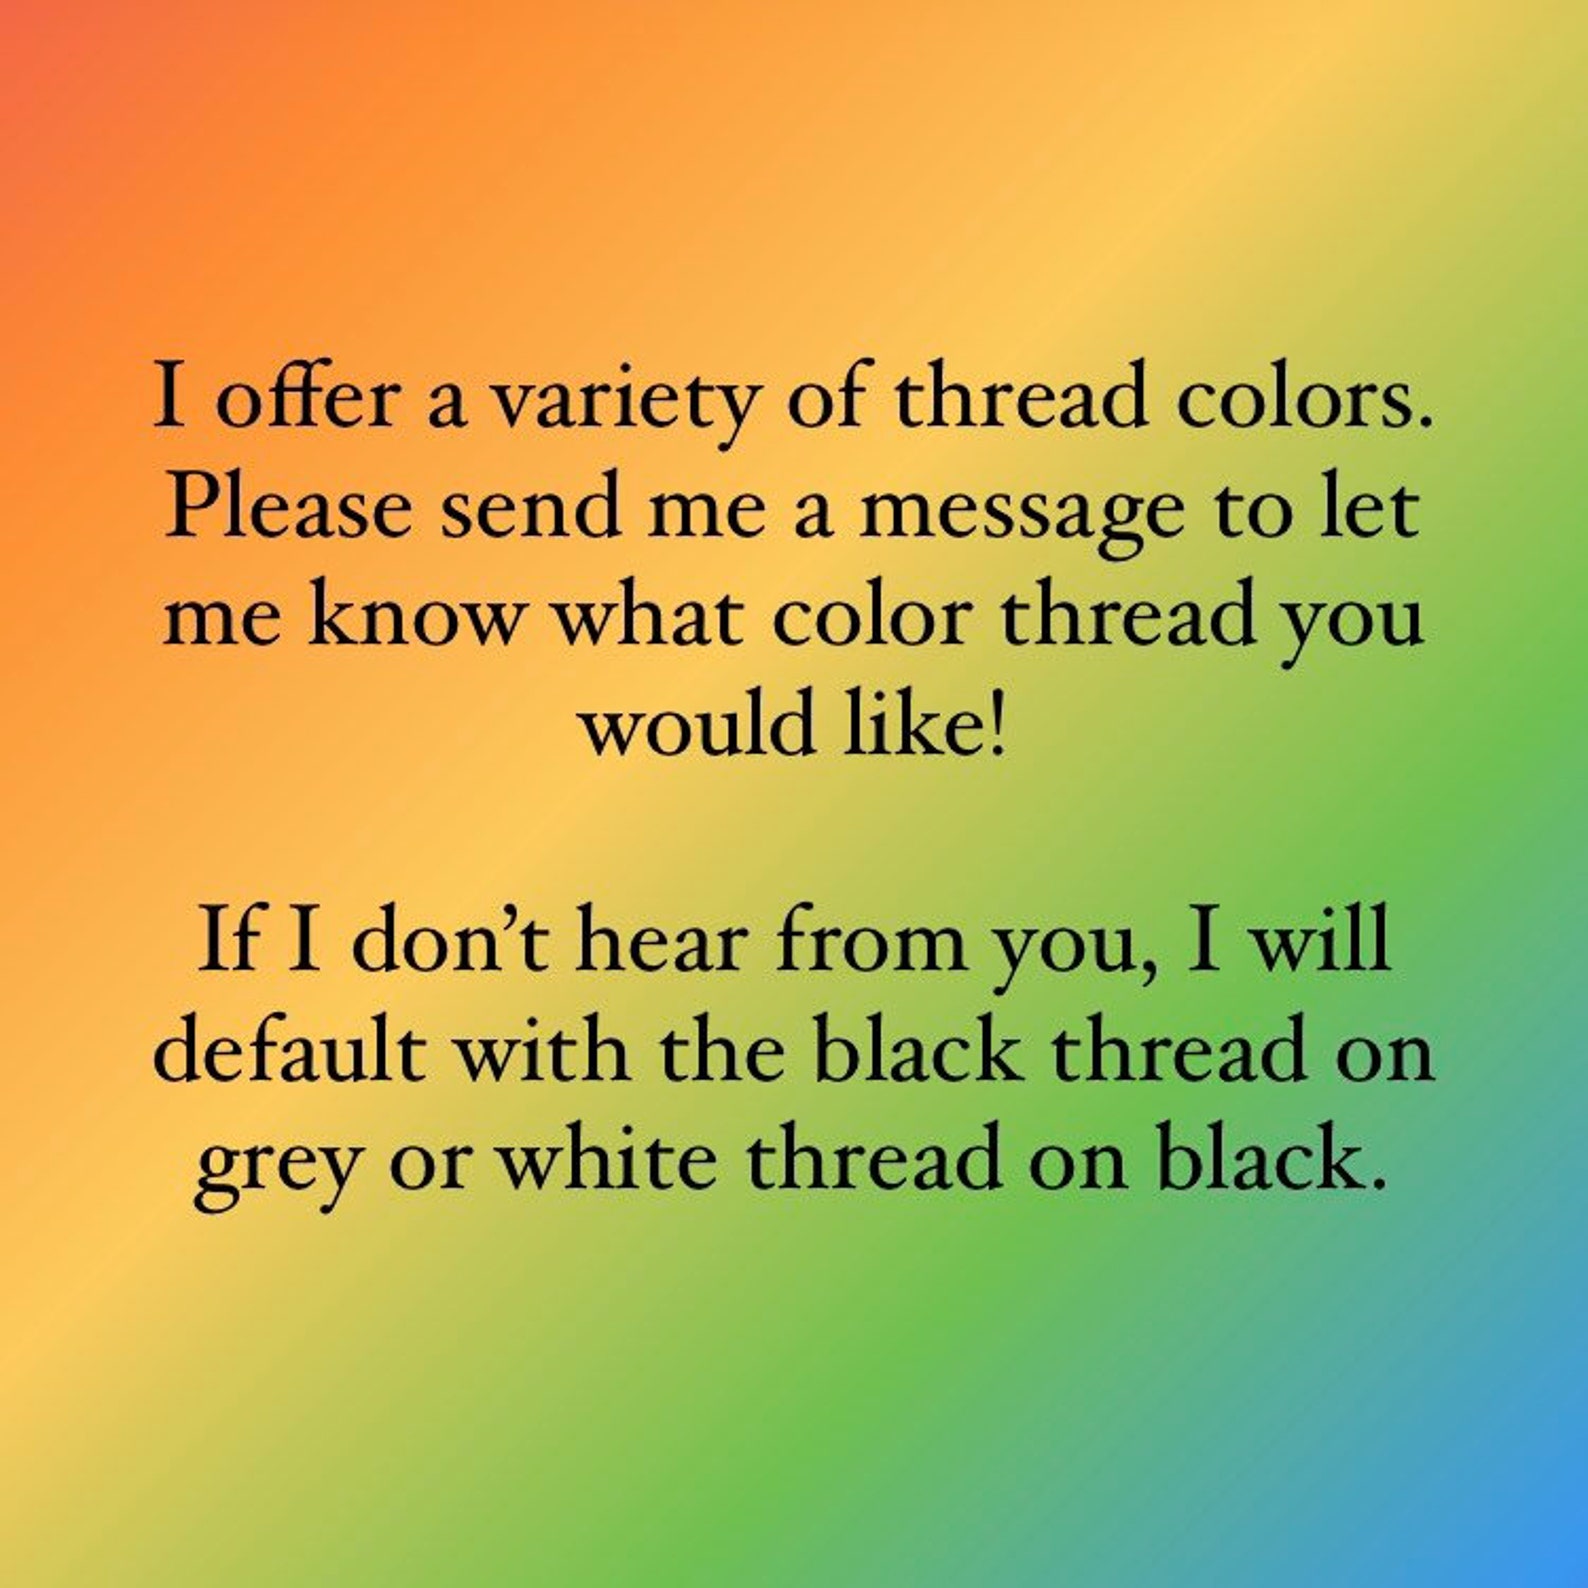 I offer a variety of thread colors.
Please send me a message to let
me know what color thread you
would like!
If I don’t hear from you, I will
default with the black thread on
grey or white thread on black.